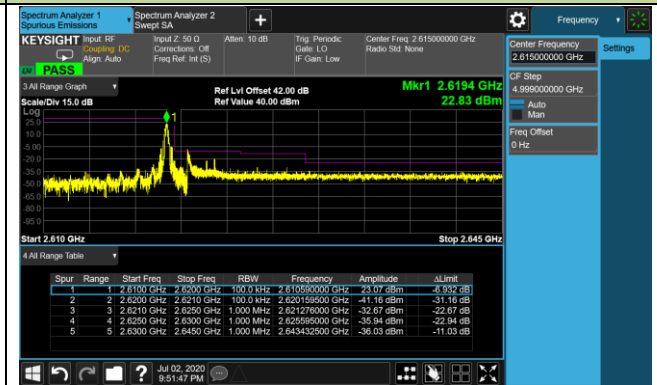 Spectrum Analyzer 1
Spurious Emissions
Spectrum Analyzer 2
Swept SA
Frequency
KEYSIGHT
Input: RF
Coupling: DC
Align: Auto
Input Z: 50 Ω
Corrections: Off
Freq Ref: Int (S)
Atten: 10 dB
Trig: Periodic
Gate: LO
IF Gain: Low
Center Freq: 2.615000000 GHz
Radio Std: None
PASS
Center Frequency
2.615000000 GHz
Settings
CF Step
4.999000000 GHz
Auto
Man
Freq Offset
0 Hz
3 All Range Graph
Scale/Div 15.0 dB
Ref Lvl Offset 42.00 dB
Ref Value 40.00 dBm
Mkr1 2.6194 GHz
22.83 dBm
Log
25.0
10.0
-5.00
-20.0
-35.0
-50.0
-65.0
-80.0
-95.0
1
Start 2.610 GHz
Stop 2.645 GHz
4 All Range Table
Spur Range Start Freq Stop Freq RBW Frequency Amplitude ΔLimit
1 1 2.6100 GHz 2.6200 GHz 100.0 kHz 2.610590000 GHz 23.07 dBm -6.932 dB
2 2 2.6200 GHz 2.6210 GHz 100.0 kHz 2.620159500 GHz -41.16 dBm -31.16 dB
3 3 2.6210 GHz 2.6250 GHz 1.000 MHz 2.621276000 GHz -32.67 dBm -22.67 dB
4 4 2.6250 GHz 2.6300 GHz 1.000 MHz 2.625595000 GHz -35.94 dBm -22.94 dB
5 5 2.6300 GHz 2.6450 GHz 1.000 MHz 2.643432500 GHz -36.03 dBm -11.03 dB
Jul 02, 2020
9:51:47 PM